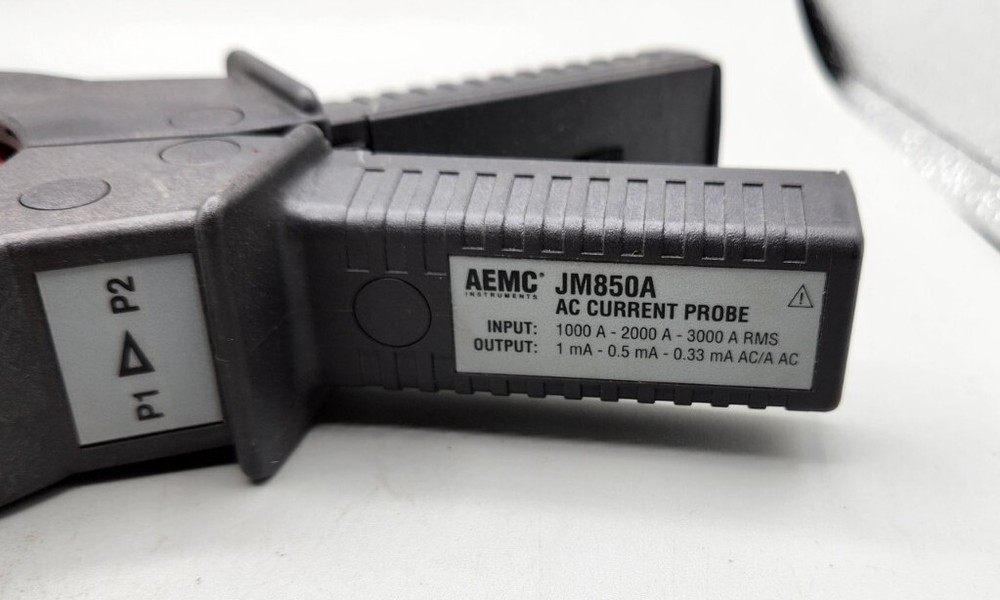 AEMC® JM850A
INSTRUMENTS
AC CURRENT PROBE
INPUT: 1000 A - 2000 A - 3000 A RMS
OUTPUT: 1 mA - 0.5 mA - 0.33 mA AC/A AC
P1 P2